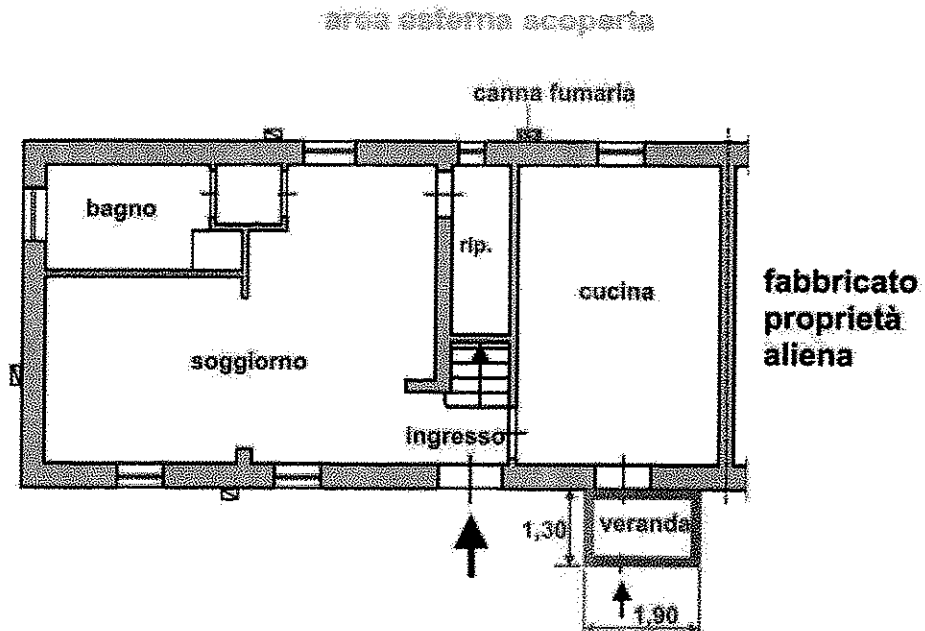 area esterna scoperta
canna fumaria
bagno
rip.
cucina
fabbricato
proprietà
aliena
soggiorno
ingresso
1,30
veranda
1,90